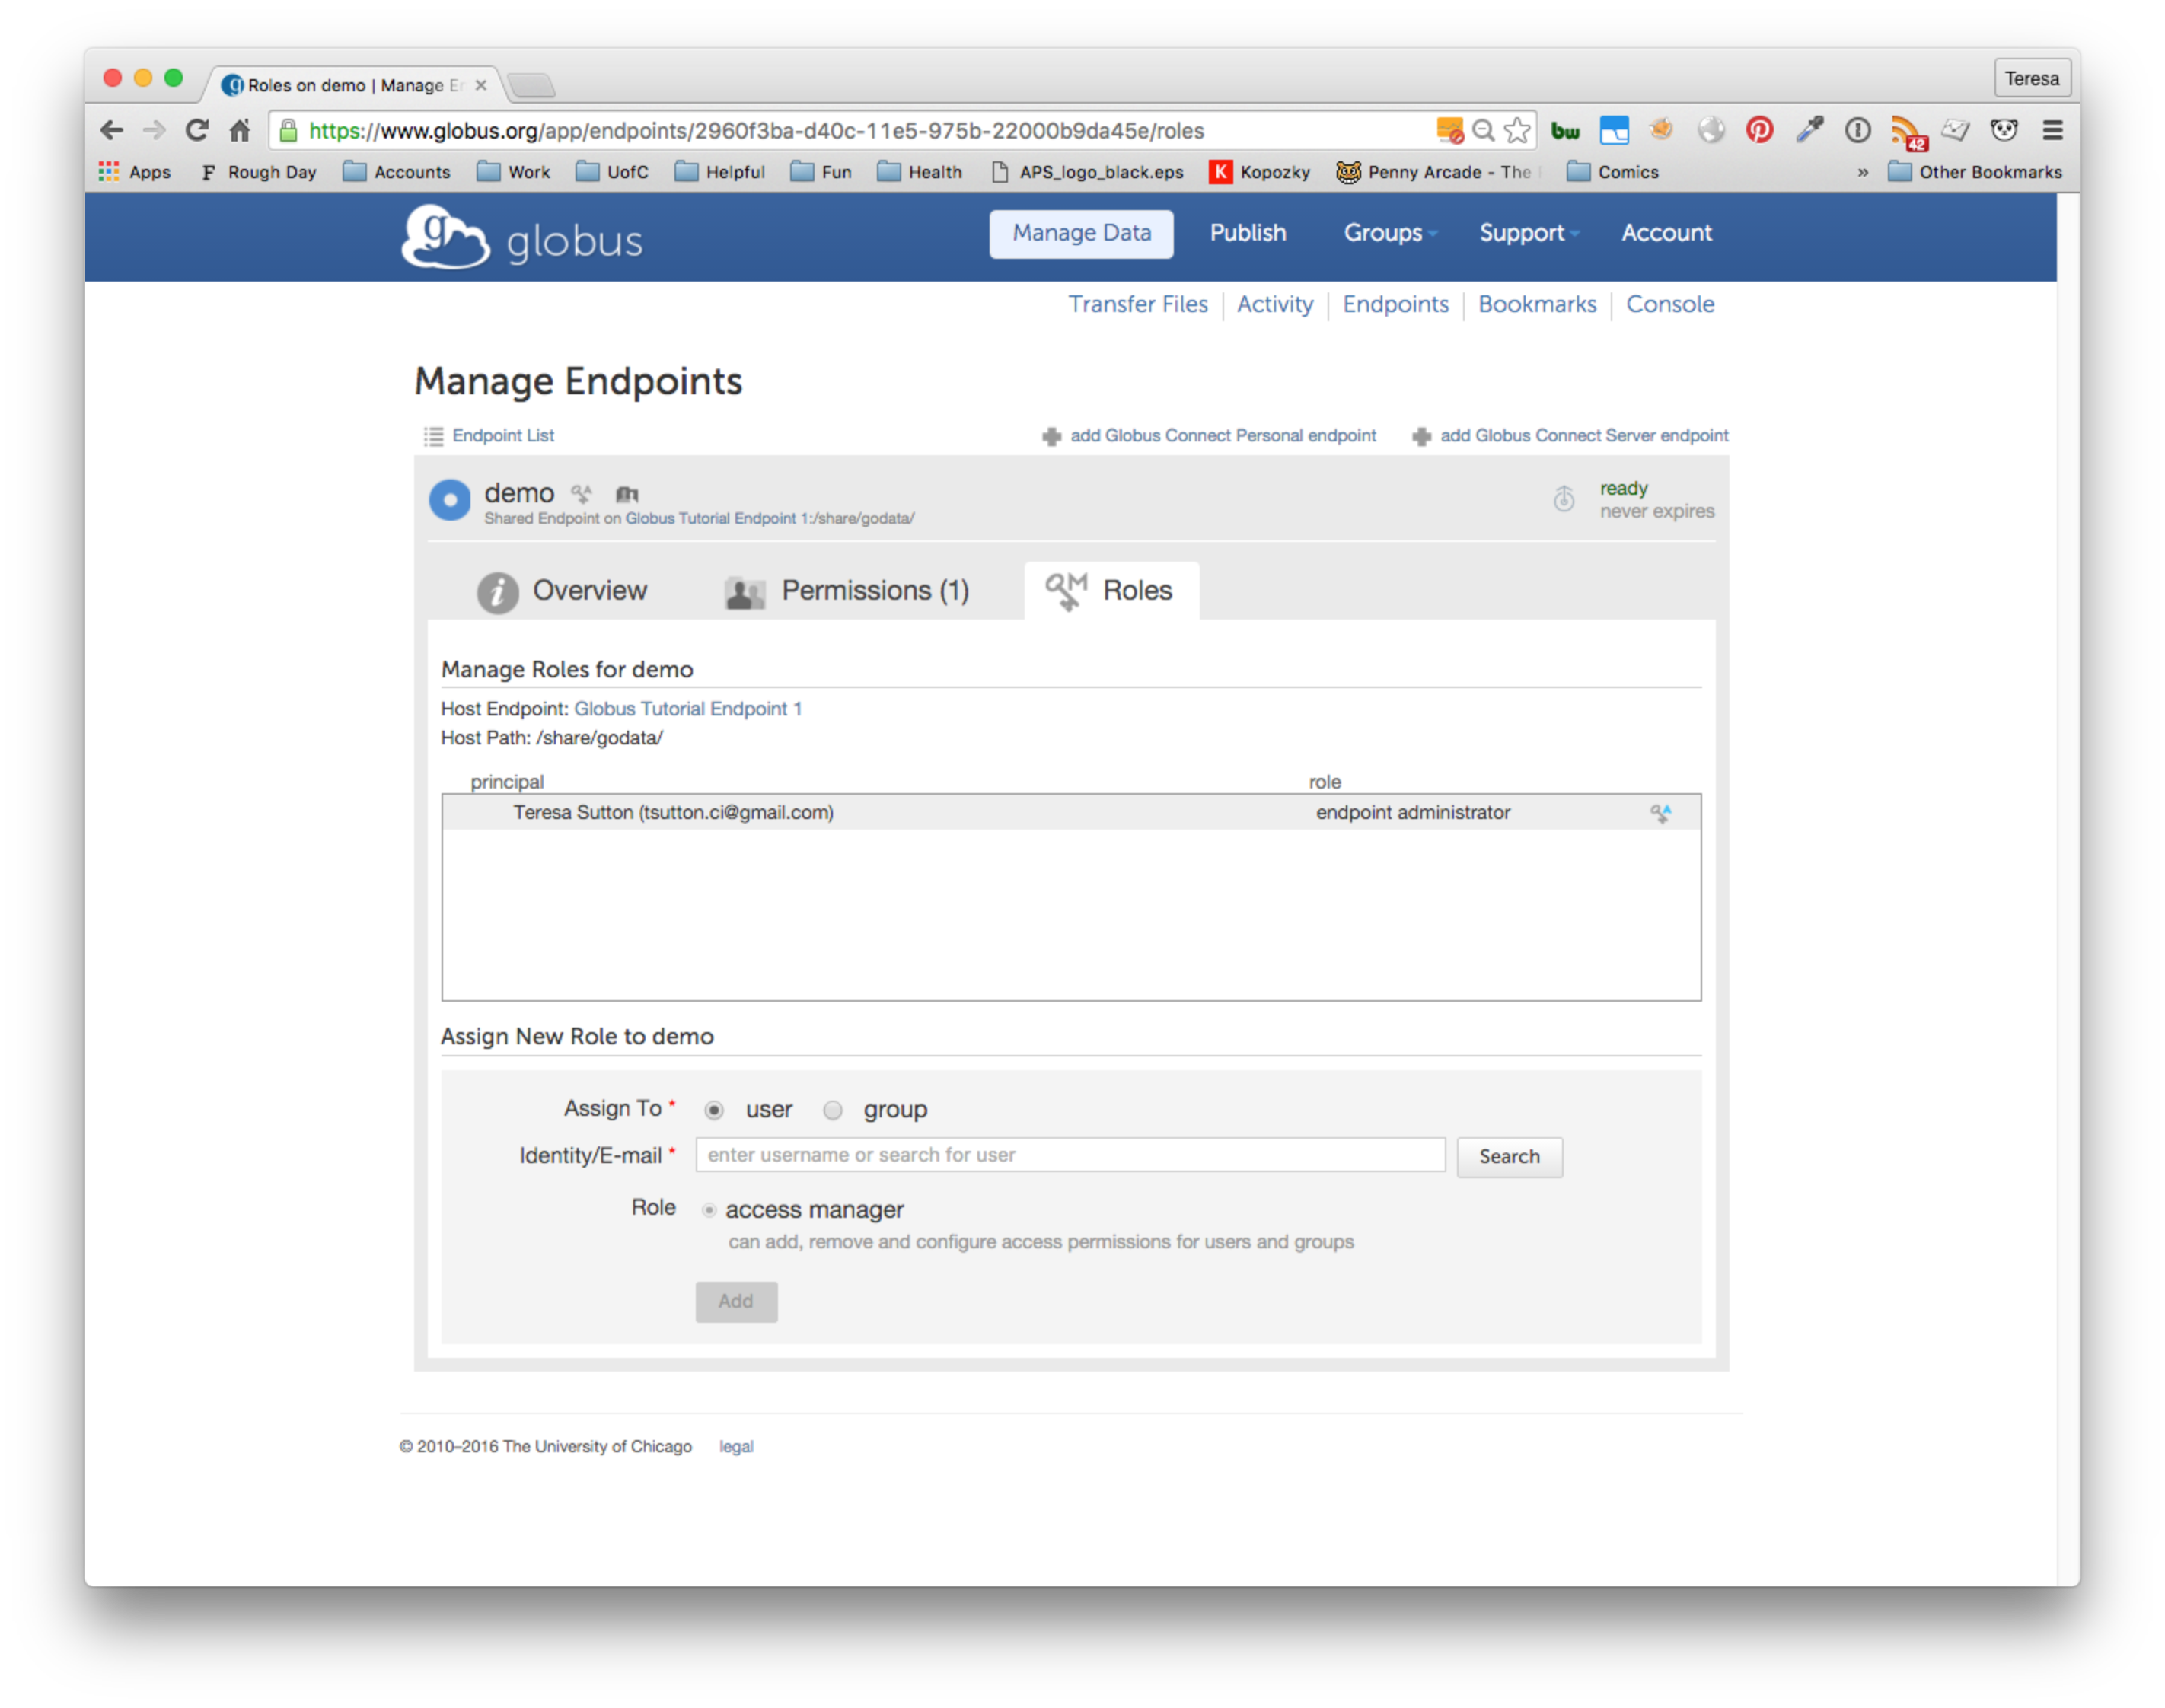 Roles on demo | Manage E
Teresa
https://www.globus.org/app/endpoints/2960f3ba-d40c-11e5-975b-22000b9da45e/roles
bw
42
Apps F Rough Day Accounts Work UofC Helpful Fun Health APS_logo_black.eps K Kopozky Penny Arcade - The Comics » Other Bookmarks
g globus Manage Data Publish Groups Support Account
Transfer Files Activity Endpoints Bookmarks Console
Manage Endpoints
Endpoint List add Globus Connect Personal endpoint add Globus Connect Server endpoint
demo
Shared Endpoint on Globus Tutorial Endpoint 1:/share/godata/
ready
never expires
Overview Permissions (1) Roles
Manage Roles for demo
Host Endpoint: Globus Tutorial Endpoint 1
Host Path: /share/godata/
principal role
Teresa Sutton (tsutton.ci@gmail.com) endpoint administrator
Assign New Role to demo
Assign To * user group
Identity/E-mail * enter username or search for user Search
Role access manager
can add, remove and configure access permissions for users and groups
Add
© 2010–2016 The University of Chicago legal